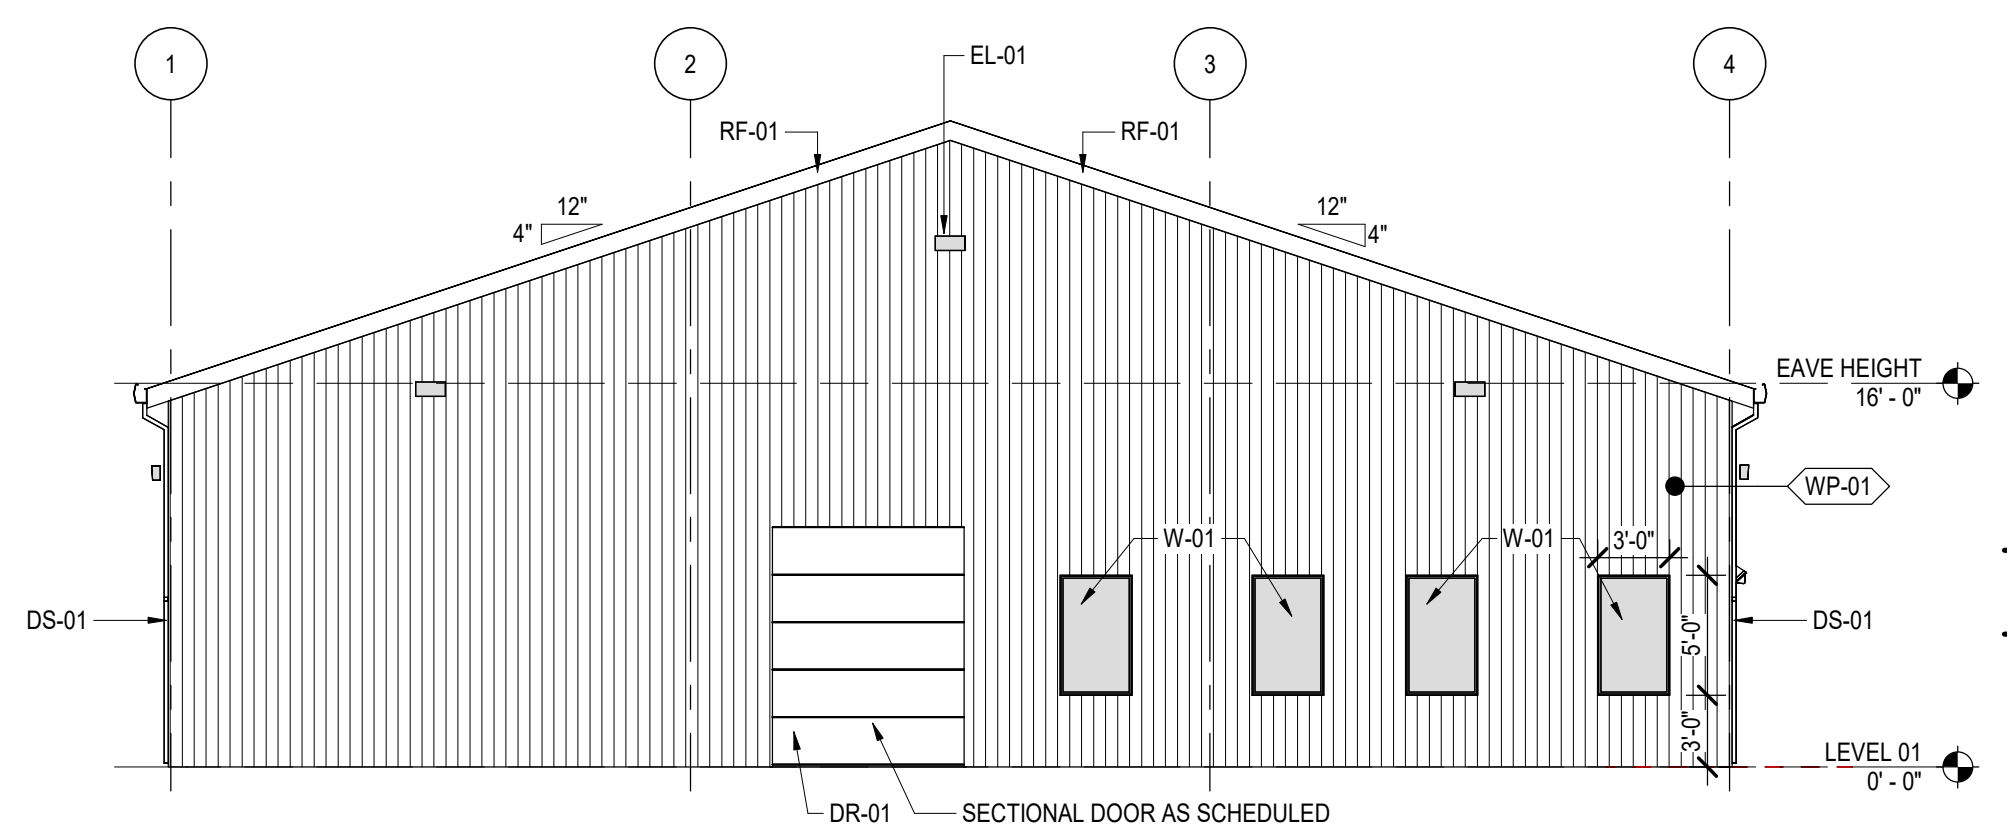 1
2
3
4
EL-01
RF-01
RF-01
12"
4"
12"
4"
EAVE HEIGHT
16' - 0"
WP-01
W-01
W-01
3'-0"
5'-0"
DS-01
DS-01
3'-0"
LEVEL 01
0' - 0"
DR-01
SECTIONAL DOOR AS SCHEDULED